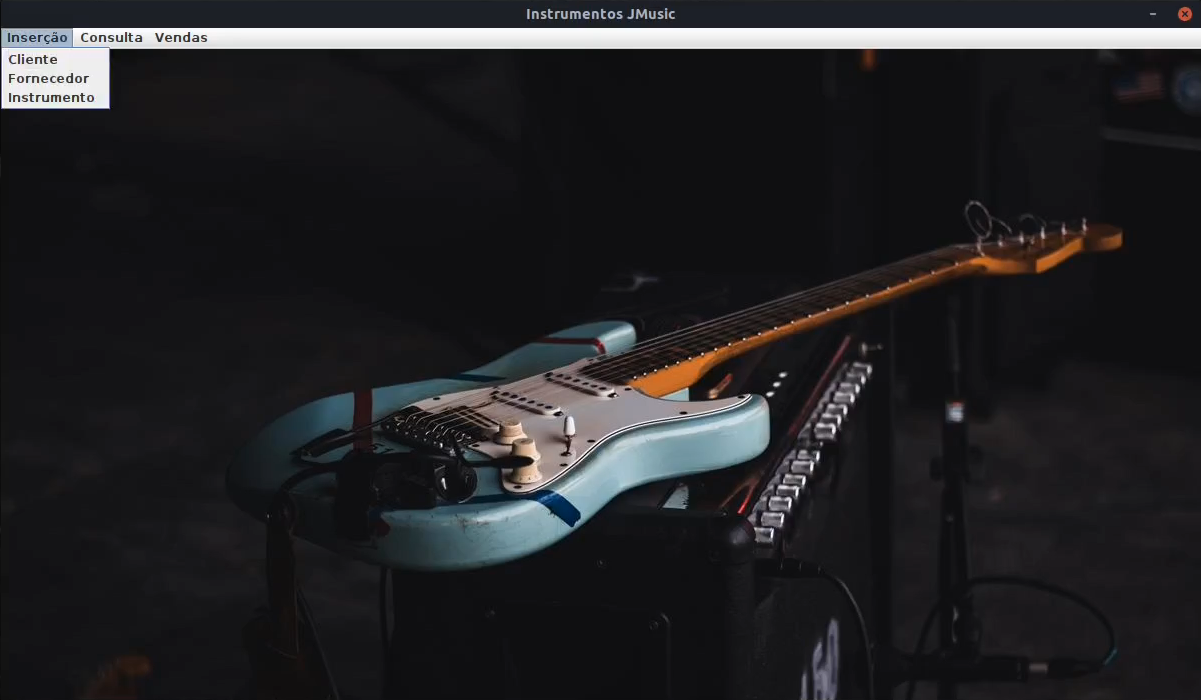 Instrumentos JMusic
Inserção Consulta Vendas
Cliente
Fornecedor
Instrumento